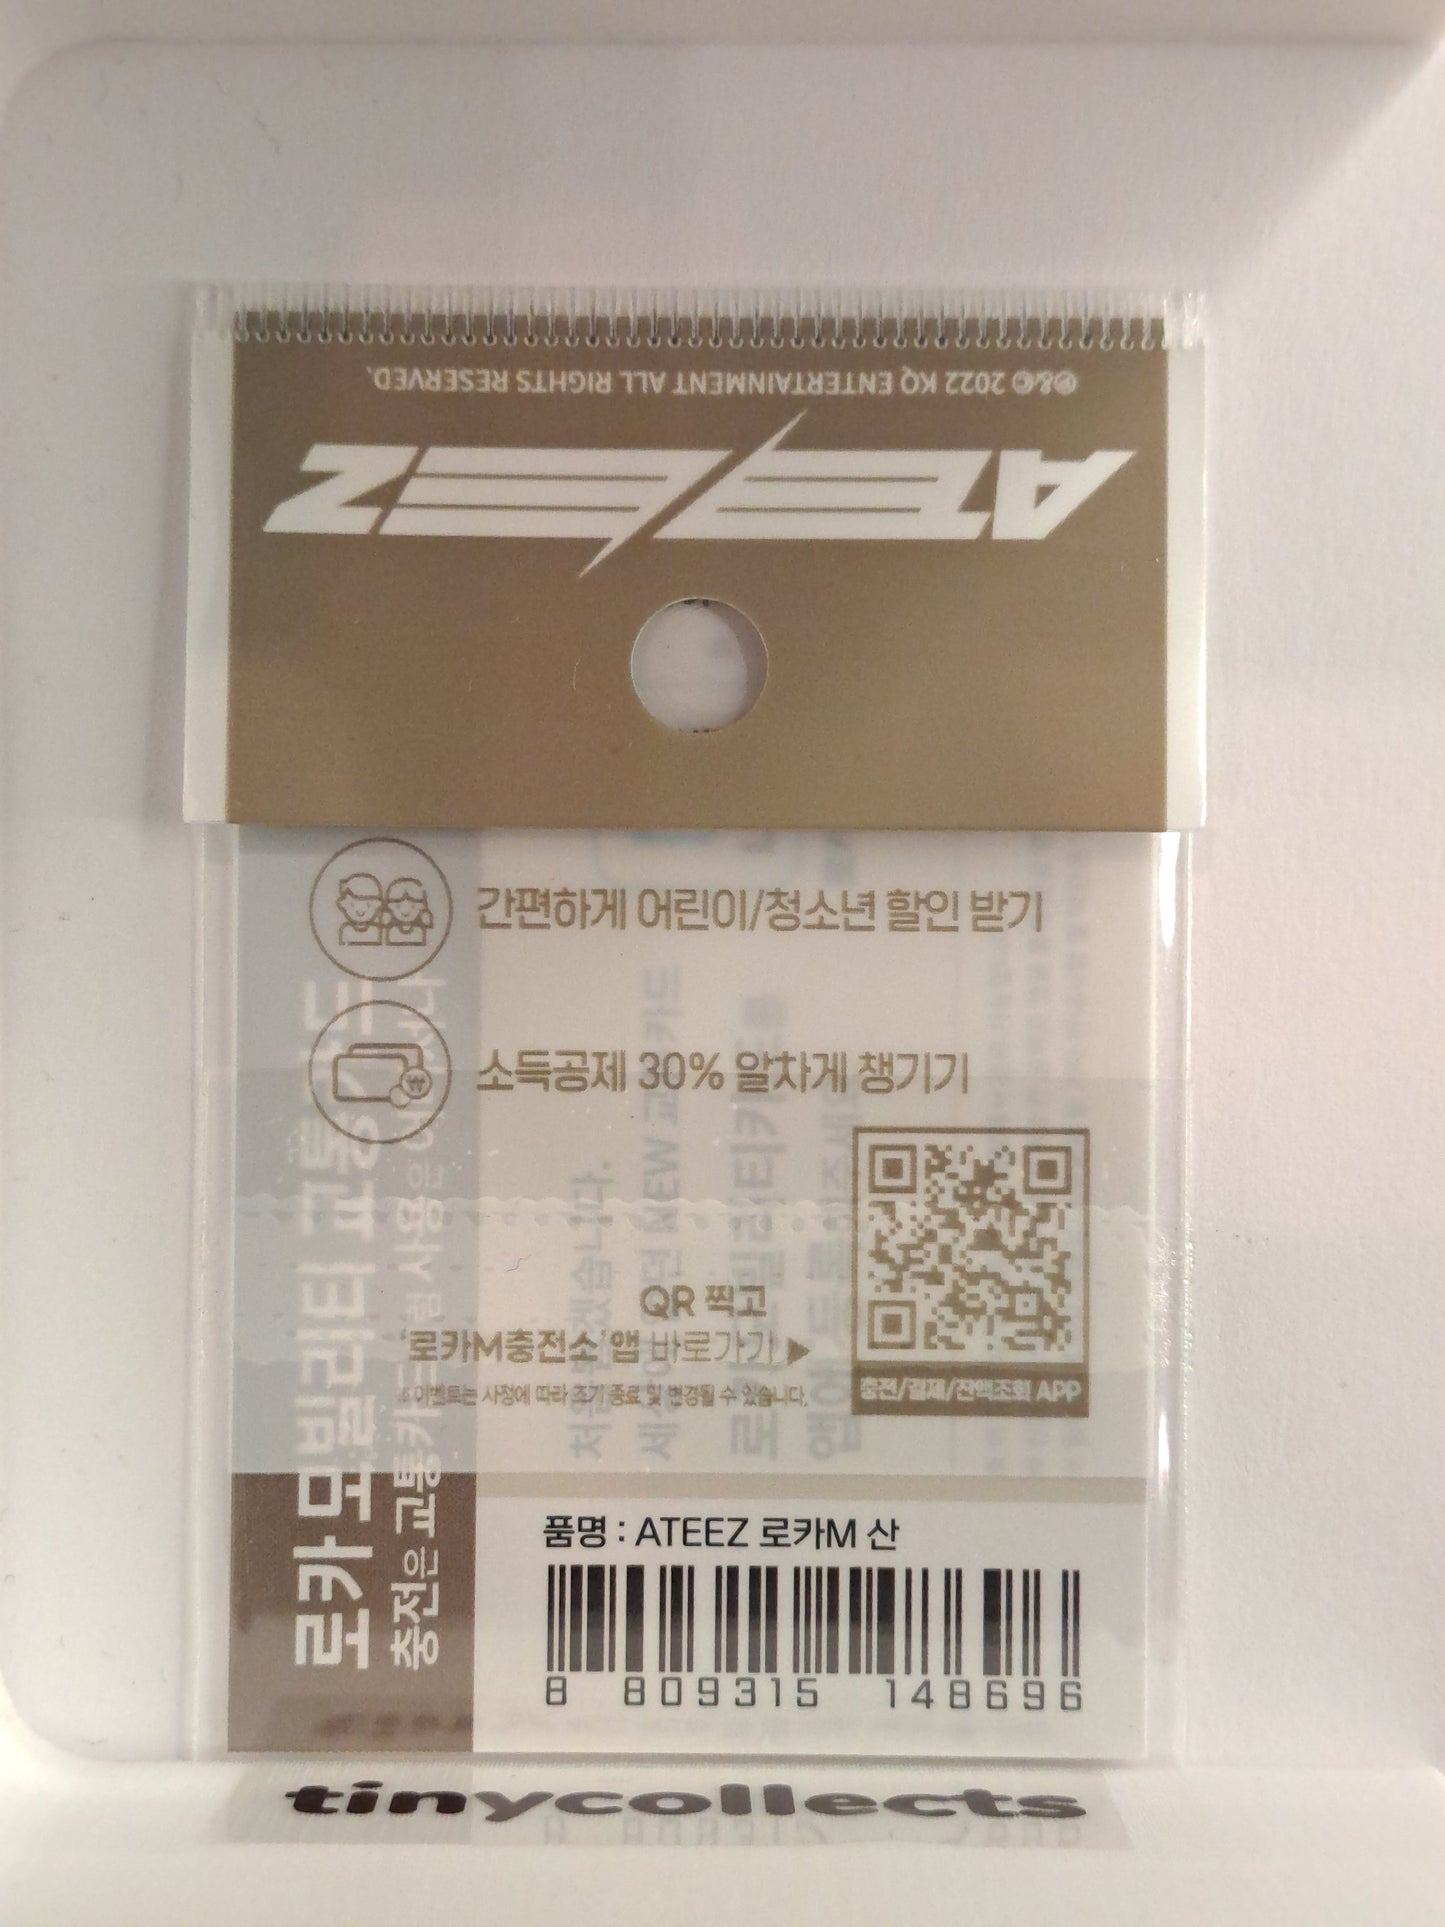 ℗&© 2022 KQ ENTERTAINMENT ALL RIGHTS RESERVED.
ATEEZ
간편하게 어린이/청소년 할인 받기
소득공제 30% 알차게 챙기기
QR 찍고
'로카M충전소' 앱 바로가기▶
※이벤트는 사정에 따라 조기 종료 및 변경될 수 있습니다.
충전/결제/잔액조회 APP
로카 모빌리티 교통카드
충전은 교통카드처럼 사용은
품명 : ATEEZ 로카M 산
8 809315 148696
tinycollects